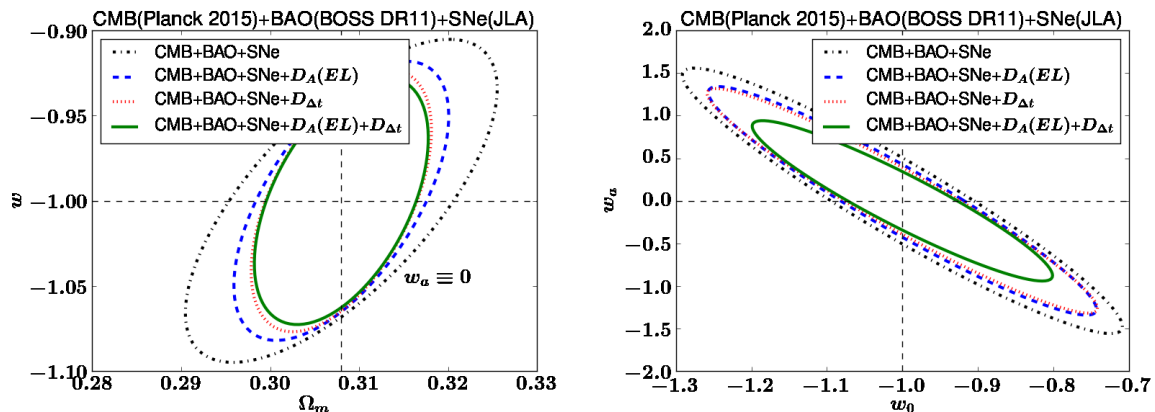 CMB(Planck 2015)+BAO(BOSS DR11)+SNe(JLA)
−0.90
−0.95
−1.00
−1.05
−1.10
w
CMB+BAO+SNe
CMB+BAO+SNe+D_A(EL)
CMB+BAO+SNe+D_Δt
CMB+BAO+SNe+D_A(EL)+D_Δt
w_a ≡ 0
0.28 0.29 0.30 0.31 0.32 0.33
Ω_m
CMB(Planck 2015)+BAO(BOSS DR11)+SNe(JLA)
2.0
1.5
1.0
0.5
0.0
−0.5
−1.0
−1.5
−2.0
w_a
CMB+BAO+SNe
CMB+BAO+SNe+D_A(EL)
CMB+BAO+SNe+D_Δt
CMB+BAO+SNe+D_A(EL)+D_Δt
−1.3 −1.2 −1.1 −1.0 −0.9 −0.8 −0.7
w_0